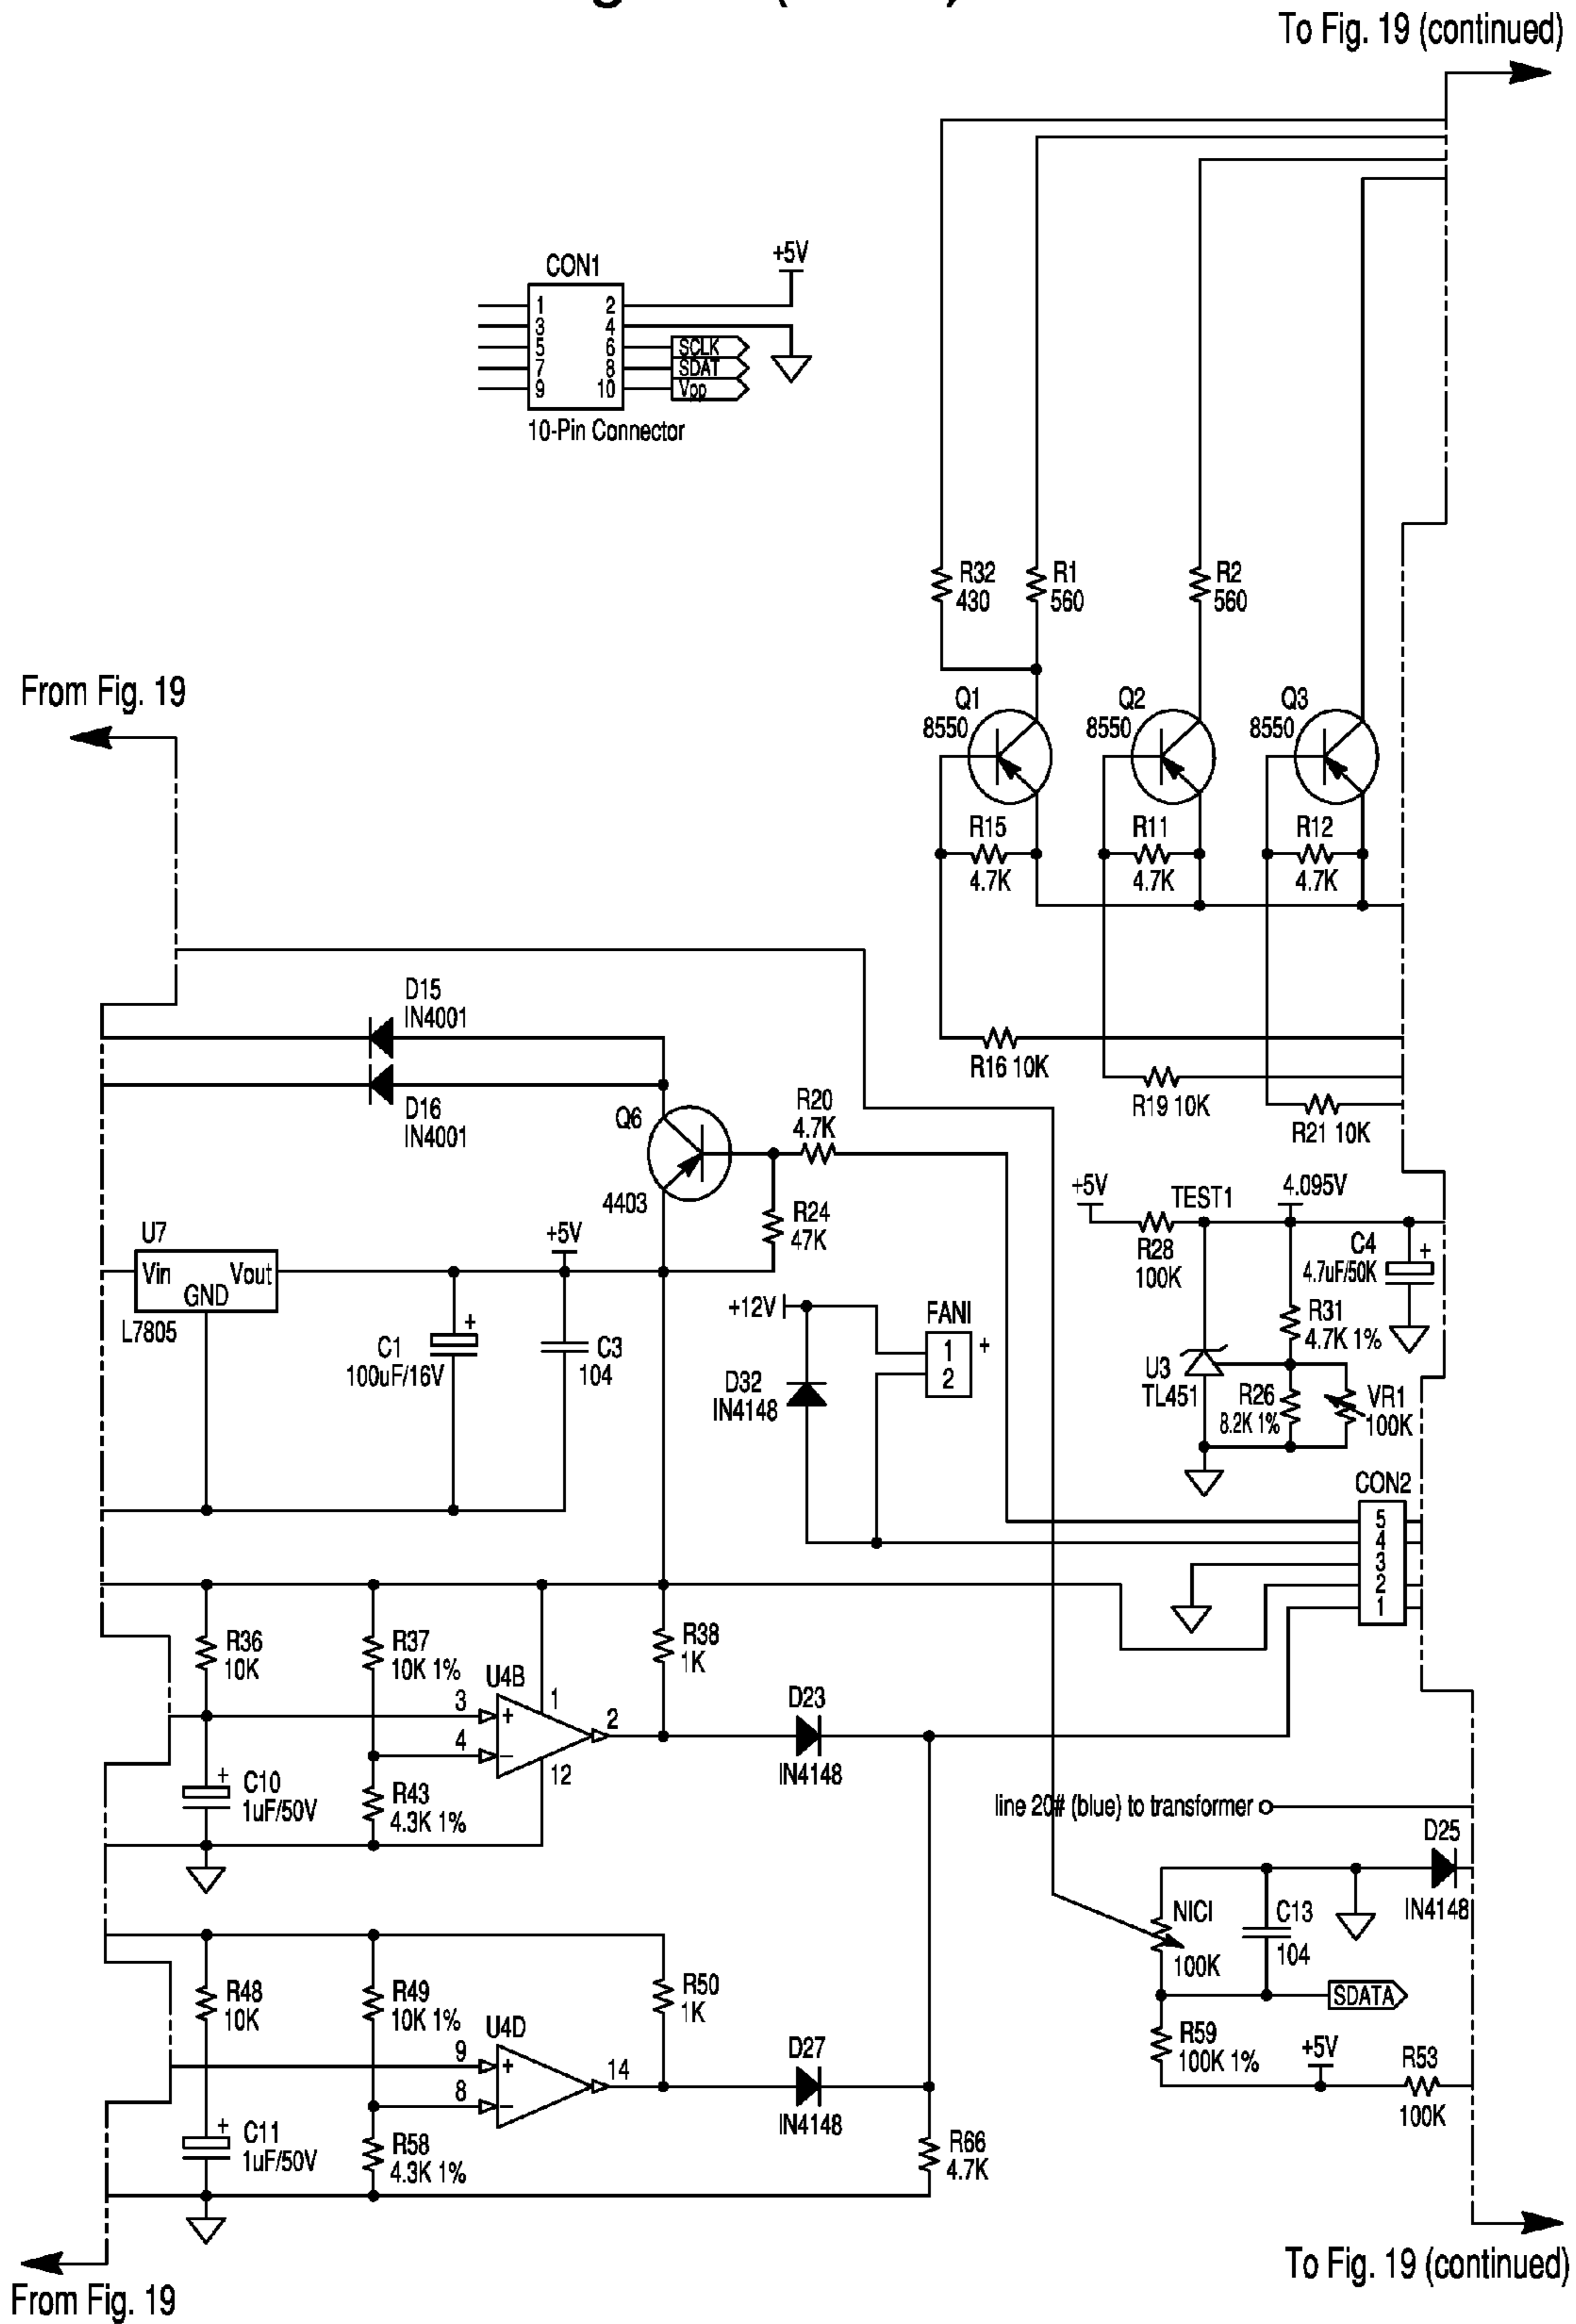 To Fig. 19 (continued)
CON1
+5V
1 2
3 4
5 6 SCLK
7 8 SDAT
9 10 Vpp
10-Pin Connector
R32
430
R1
560
R2
560
From Fig. 19
Q1
8550
Q2
8550
Q3
8550
R15
4.7K
R11
4.7K
R12
4.7K
D15
IN4001
R16 10K
R19 10K
R21 10K
D16
IN4001
Q6
4403
R20
4.7K
R24
47K
+5V
TEST1
4.095V
R28
100K
C4
4.7uF/50K
+
R31
4.7K 1%
U3
TL451
R26
8.2K 1%
VR1
100K
U7
Vin Vout
GND
L7805
+5V
C1
100uF/16V
+
C3
104
+12V
FANI
1
2
+
D32
IN4148
CON2
5
4
3
2
1
R36
10K
R37
10K 1%
U4B
3
4
+
−
1
2
12
R38
1K
D23
IN4148
+
C10
1uF/50V
R43
4.3K 1%
line 20# (blue) to transformer
D25
IN4148
NICI
100K
C13
104
SDATA
R59
100K 1%
+5V
R53
100K
R48
10K
R49
10K 1%
U4D
9
8
+
−
14
R50
1K
D27
IN4148
+
C11
1uF/50V
R58
4.3K 1%
R66
4.7K
From Fig. 19
To Fig. 19 (continued)